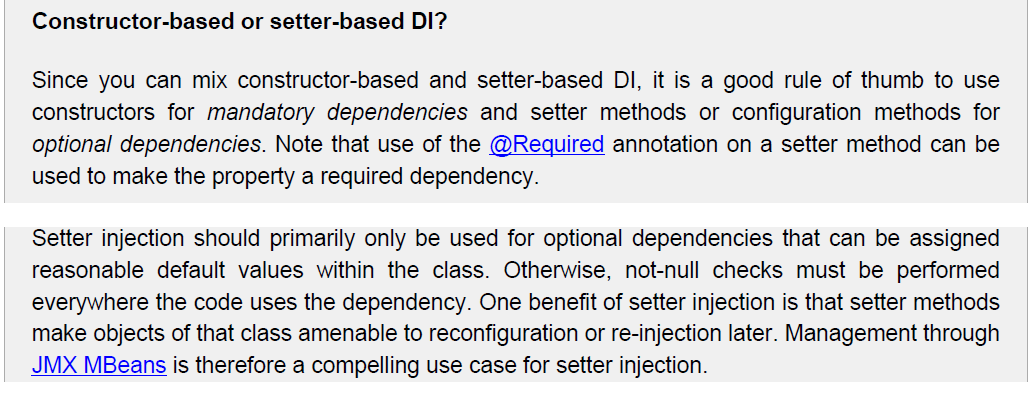 Constructor-based or setter-based DI?
Since you can mix constructor-based and setter-based DI, it is a good rule of thumb to use
constructors for mandatory dependencies and setter methods or configuration methods for
optional dependencies. Note that use of the @Required annotation on a setter method can be
used to make the property a required dependency.
Setter injection should primarily only be used for optional dependencies that can be assigned
reasonable default values within the class. Otherwise, not-null checks must be performed
everywhere the code uses the dependency. One benefit of setter injection is that setter methods
make objects of that class amenable to reconfiguration or re-injection later. Management through
JMX MBeans is therefore a compelling use case for setter injection.